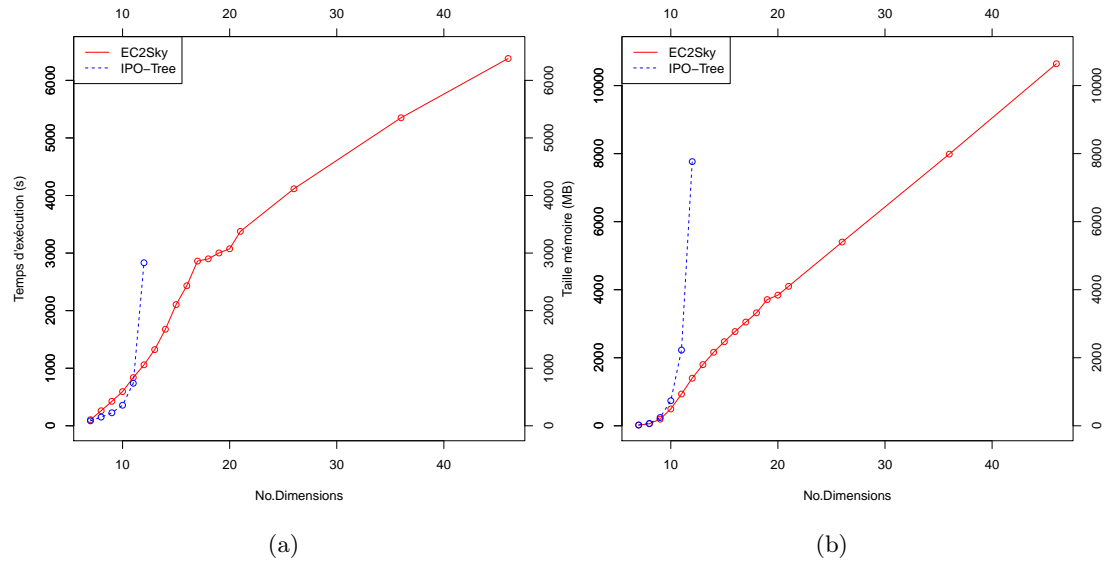 10 20 30 40
EC2Sky
IPO−Tree
Temps d'exécution (s)
0 1000 2000 3000 4000 5000 6000
0 1000 2000 3000 4000 5000 6000
10 20 30 40
No.Dimensions
(a)
10 20 30 40
EC2Sky
IPO−Tree
Taille mémoire (MB)
0 2000 4000 6000 8000 10000
0 2000 4000 6000 8000 10000
10 20 30 40
No.Dimensions
(b)